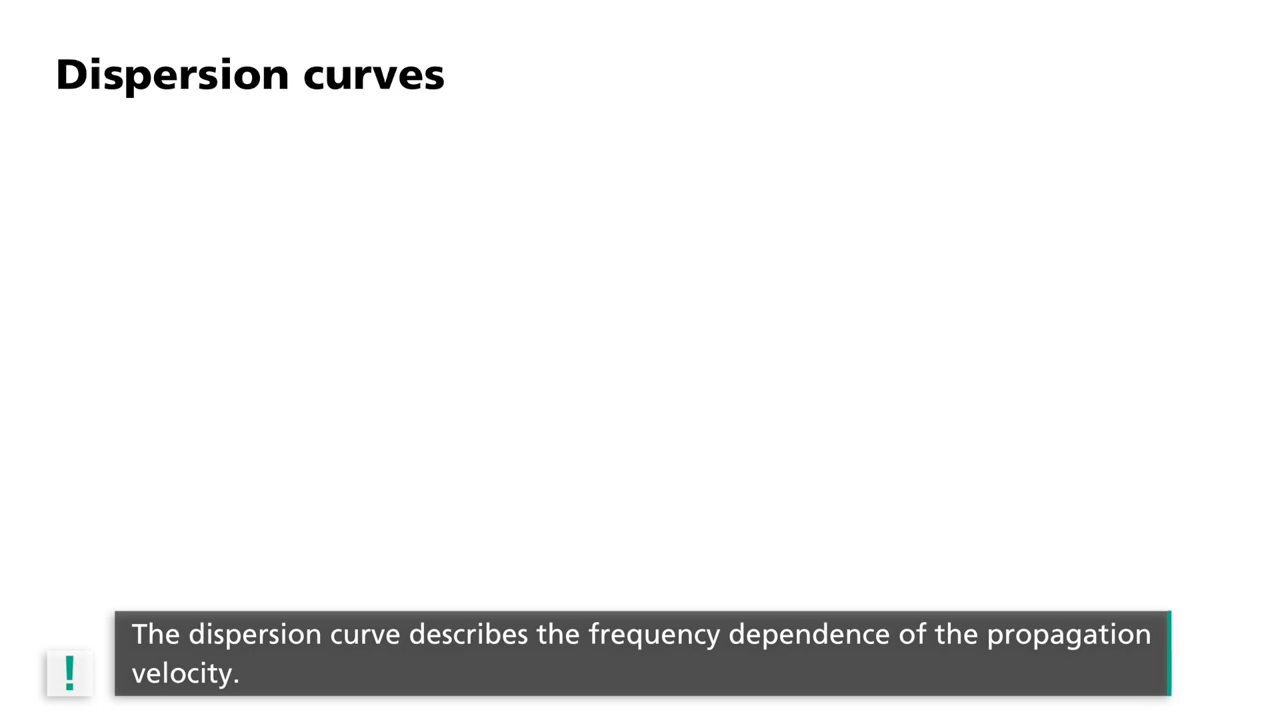 Dispersion curves
The dispersion curve describes the frequency dependence of the propagation
velocity.
!